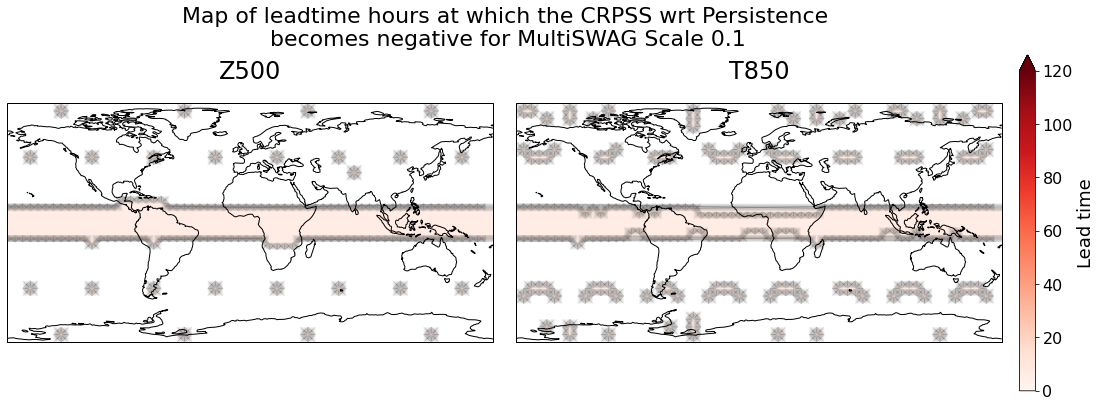 Map of leadtime hours at which the CRPSS wrt Persistence
becomes negative for MultiSWAG Scale 0.1
Z500
T850
120
100
80
60
40
20
0
Lead time